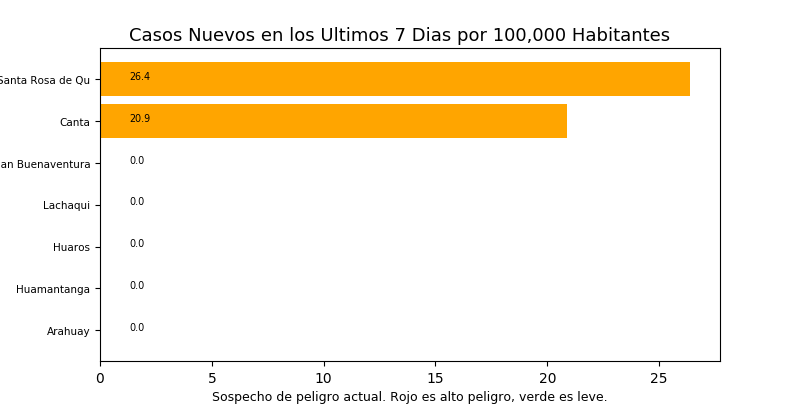 Casos Nuevos en los Ultimos 7 Dias por 100,000 Habitantes
Santa Rosa de Qu 26.4
Canta 20.9
an Buenaventura 0.0
Lachaqui 0.0
Huaros 0.0
Huamantanga 0.0
Arahuay 0.0
0 5 10 15 20 25
Sospecho de peligro actual. Rojo es alto peligro, verde es leve.